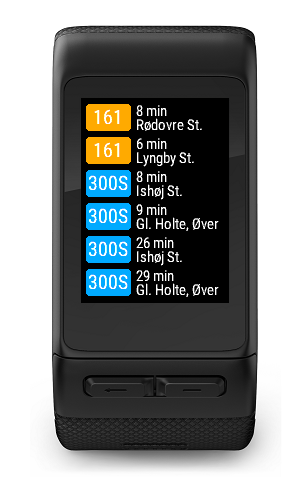 161 8 min
Rødovre St.
161 6 min
Lyngby St.
300S 8 min
Ishøj St.
300S 9 min
Gl. Holte, Øver
300S 26 min
Ishøj St.
300S 29 min
Gl. Holte, Øver